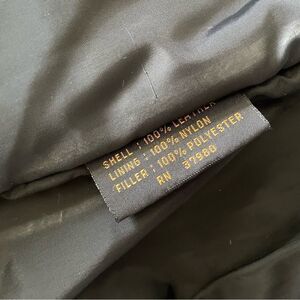 SHELL : 100% LEATHER
LINING : 100% NYLON
FILLER : 100% POLYESTER
RN 37980